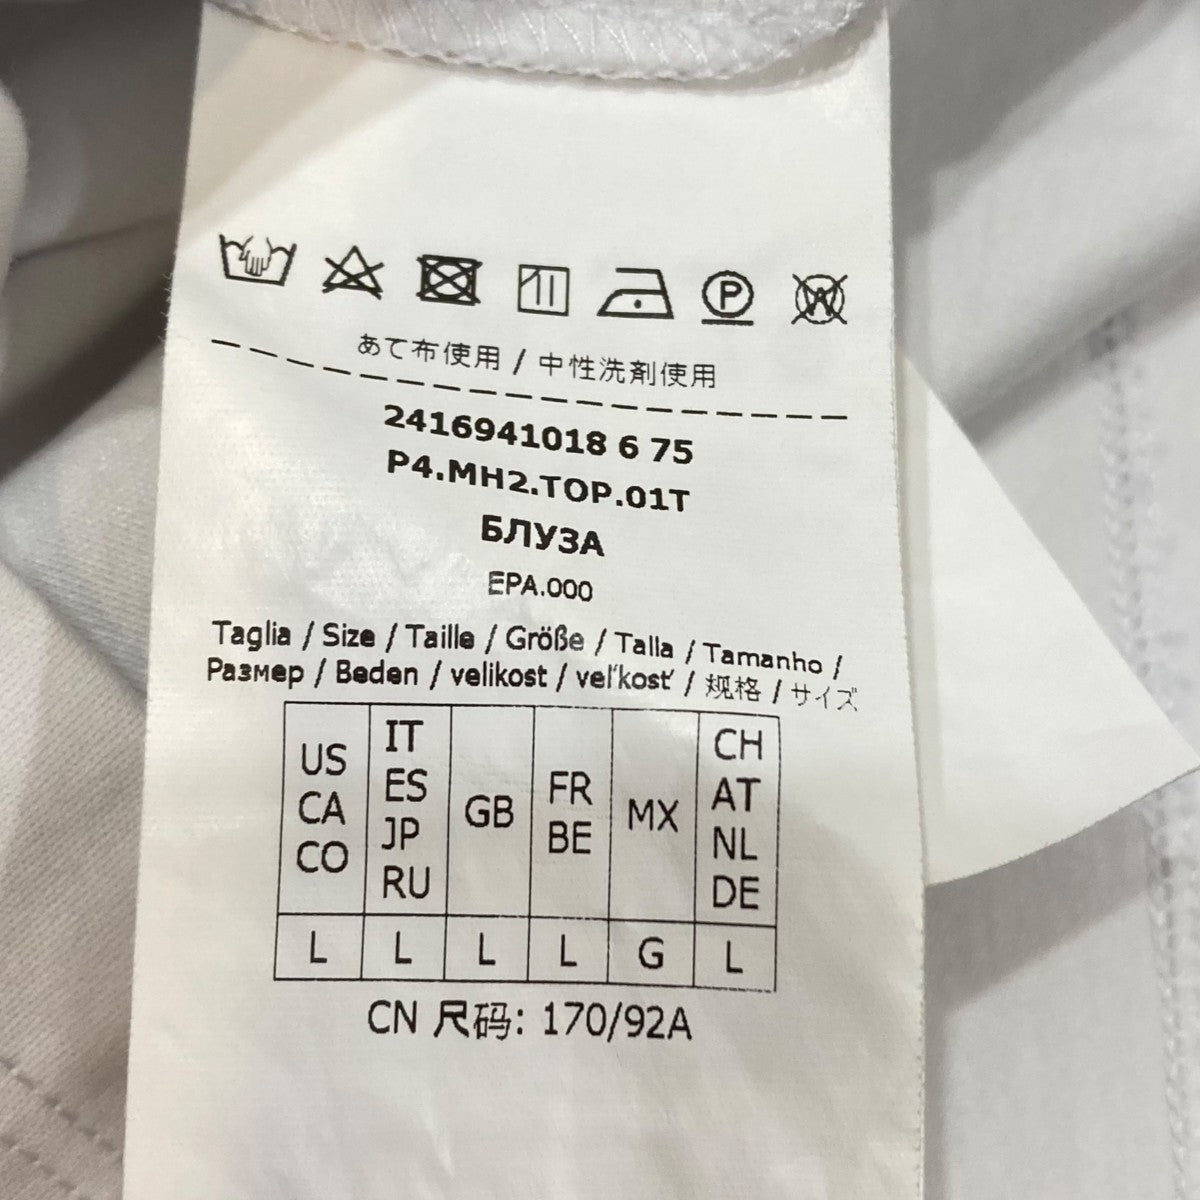 P W
あて布使用 / 中性洗剤使用
2416941018 6 75
P4.MH2.TOP.01T
БЛУЗА
EPA.000
Taglia / Size / Taille / Größe / Talla / Tamanho /
Размер / Beden / velikost / veľkosť / 规格 / サイズ
US CA CO IT ES JP RU GB FR BE MX CH AT NL DE
L L L L G L
CN 尺码: 170/92A